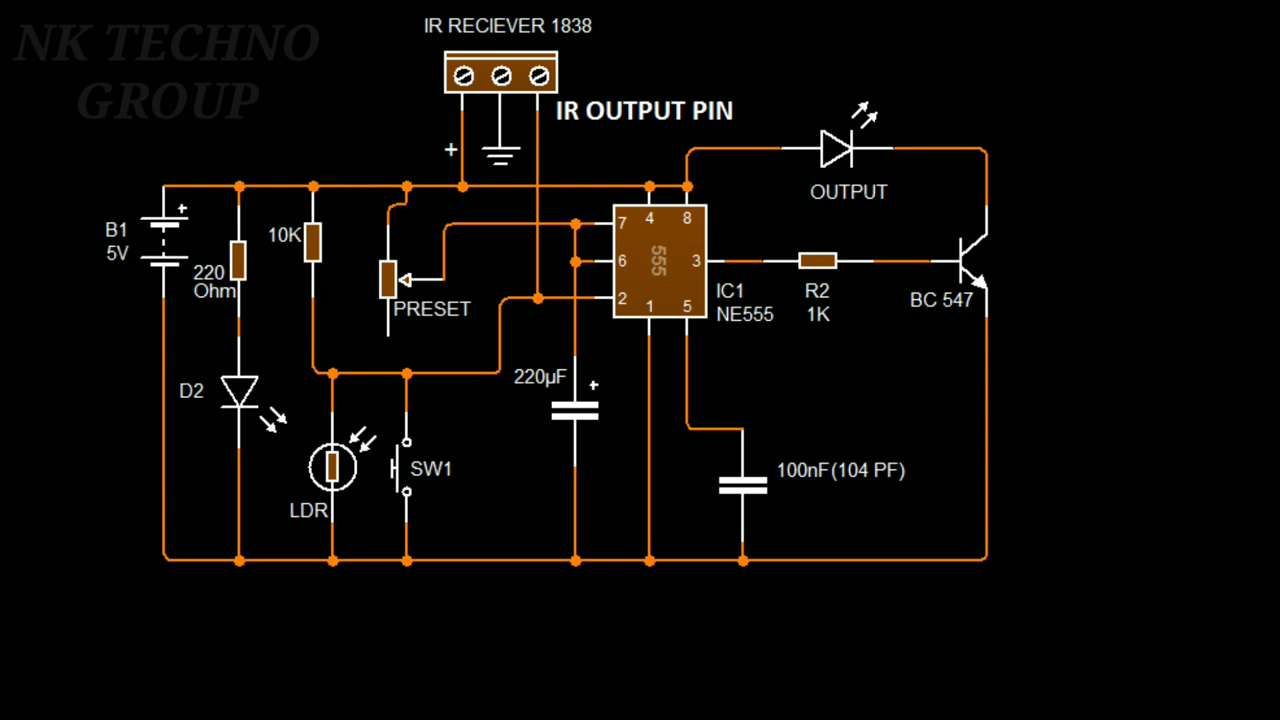 NK TECHNO
GROUP
IR RECIEVER 1838
IR OUTPUT PIN
+
OUTPUT
+
B1
5V
220
Ohm
10K
PRESET
7
4
8
6
555
3
2
1
5
IC1
NE555
R2
1K
BC 547
D2
220µF
+
LDR
SW1
100nF(104 PF)